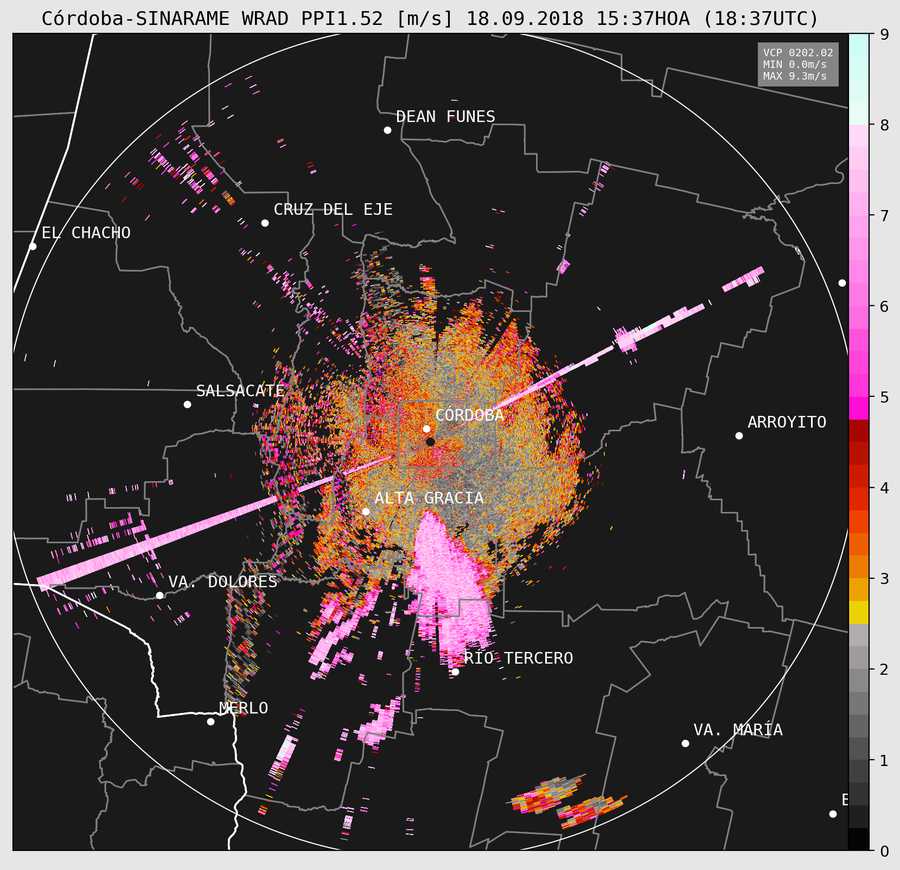 Córdoba-SINARAME WRAD PPI1.52 [m/s] 18.09.2018 15:37HOA (18:37UTC)
VCP 0202.02
MIN 0.0m/s
MAX 9.3m/s
9
8
7
6
5
4
3
2
1
0
DEAN FUNES
CRUZ DEL EJE
EL CHACHO
SALSACATE
CÓRDOBA
ARROYITO
ALTA GRACIA
VA. DOLORES
RÍO TERCERO
MERLO
VA. MARÍA